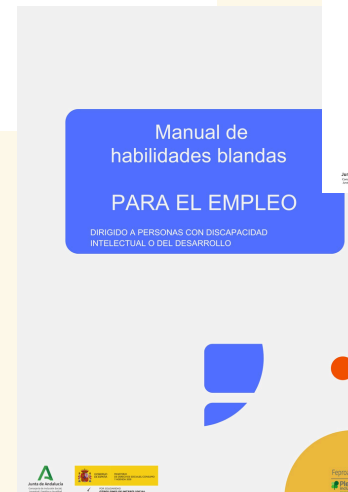 Manual de
habilidades blandas
PARA EL EMPLEO
DIRIGIDO A PERSONAS CON DISCAPACIDAD
INTELECTUAL O DEL DESARROLLO
Junta de Andalucía